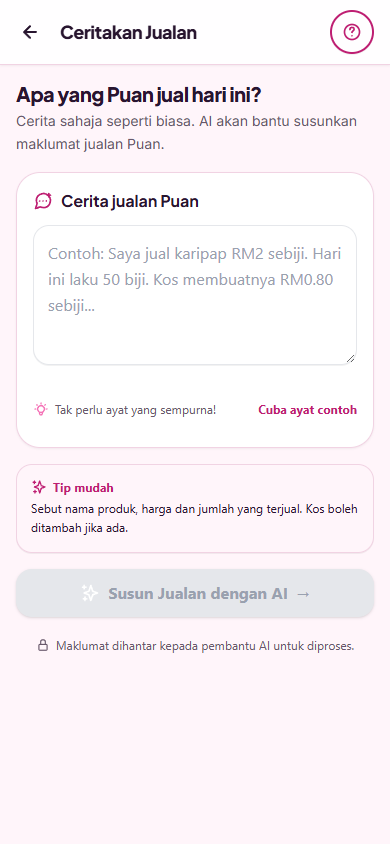 Ceritakan Jualan
Apa yang Puan jual hari ini?
Cerita sahaja seperti biasa. AI akan bantu susunkan
maklumat jualan Puan.
Cerita jualan Puan
Contoh: Saya jual karipap RM2 sebiji. Hari
ini laku 50 biji. Kos membuatnya RM0.80
sebiji...
Tak perlu ayat yang sempurna!
Cuba ayat contoh
Tip mudah
Sebut nama produk, harga dan jumlah yang terjual. Kos boleh
ditambah jika ada.
Susun Jualan dengan AI →
Maklumat dihantar kepada pembantu AI untuk diproses.